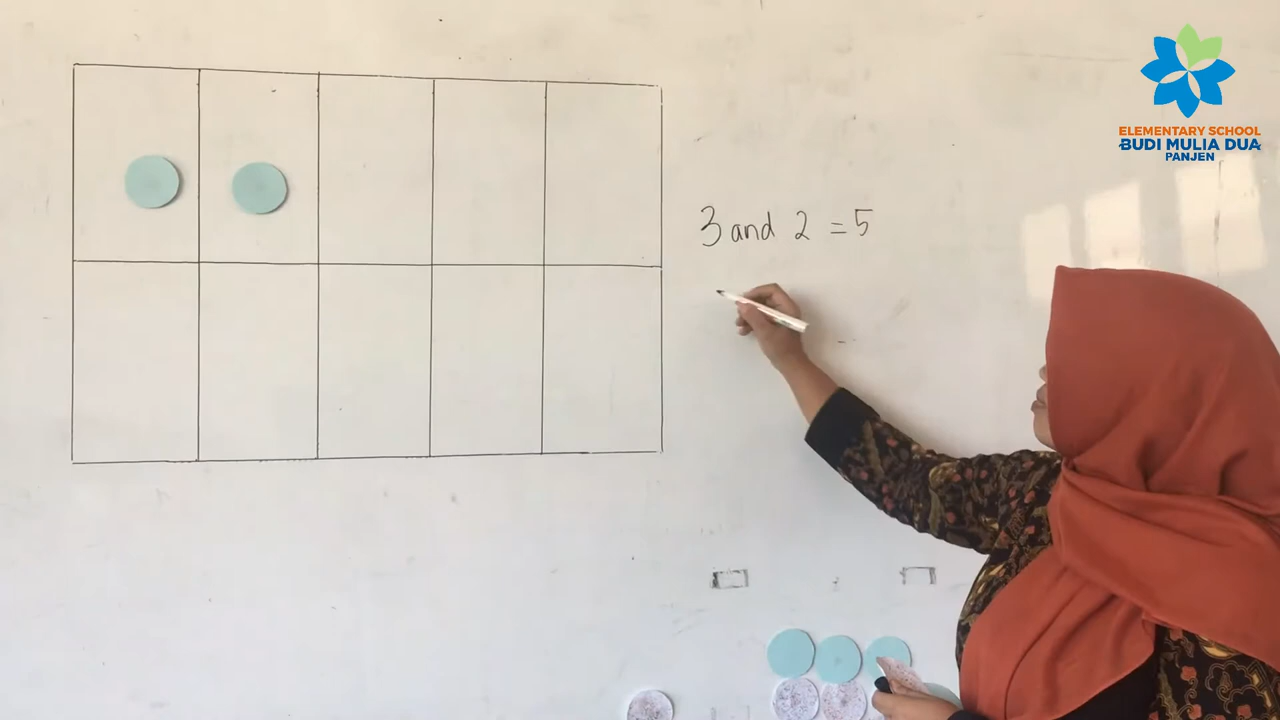 ELEMENTARY SCHOOL
BUDI MULIA DUA
PANJEN
3 and 2 = 5